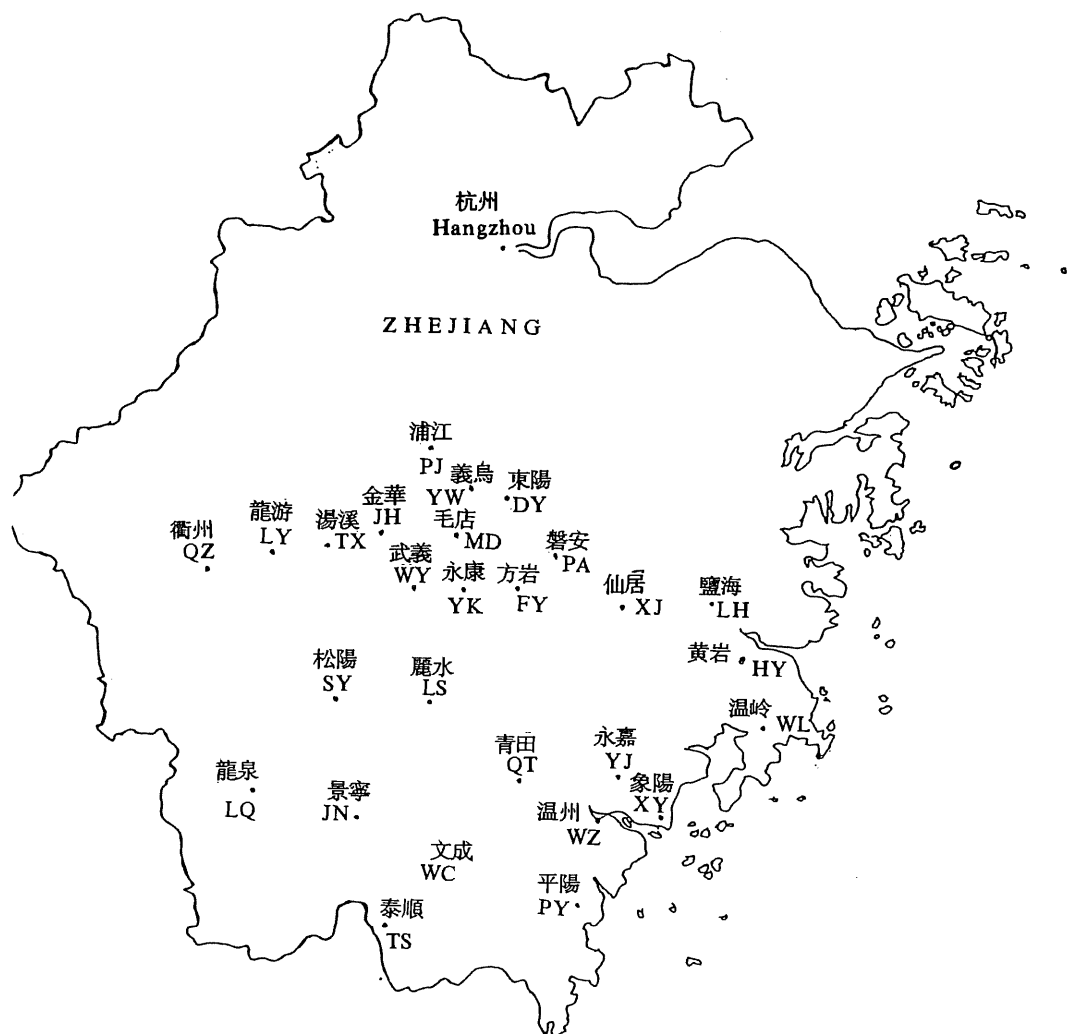 杭州
Hangzhou
ZHEJIANG
浦江
PJ
義烏
YW
東陽
DY
金華
JH
毛店
MD
龍游
LY
湯溪
TX
衢州
QZ
武義
WY
永康
YK
方岩
FY
磐安
PA
仙居
XJ
鹽海
LH
黄岩
HY
松陽
SY
麗水
LS
温岭
WL
青田
QT
永嘉
YJ
象陽
XY
龍泉
LQ
景寧
JN
温州
WZ
文成
WC
平陽
PY
泰順
TS